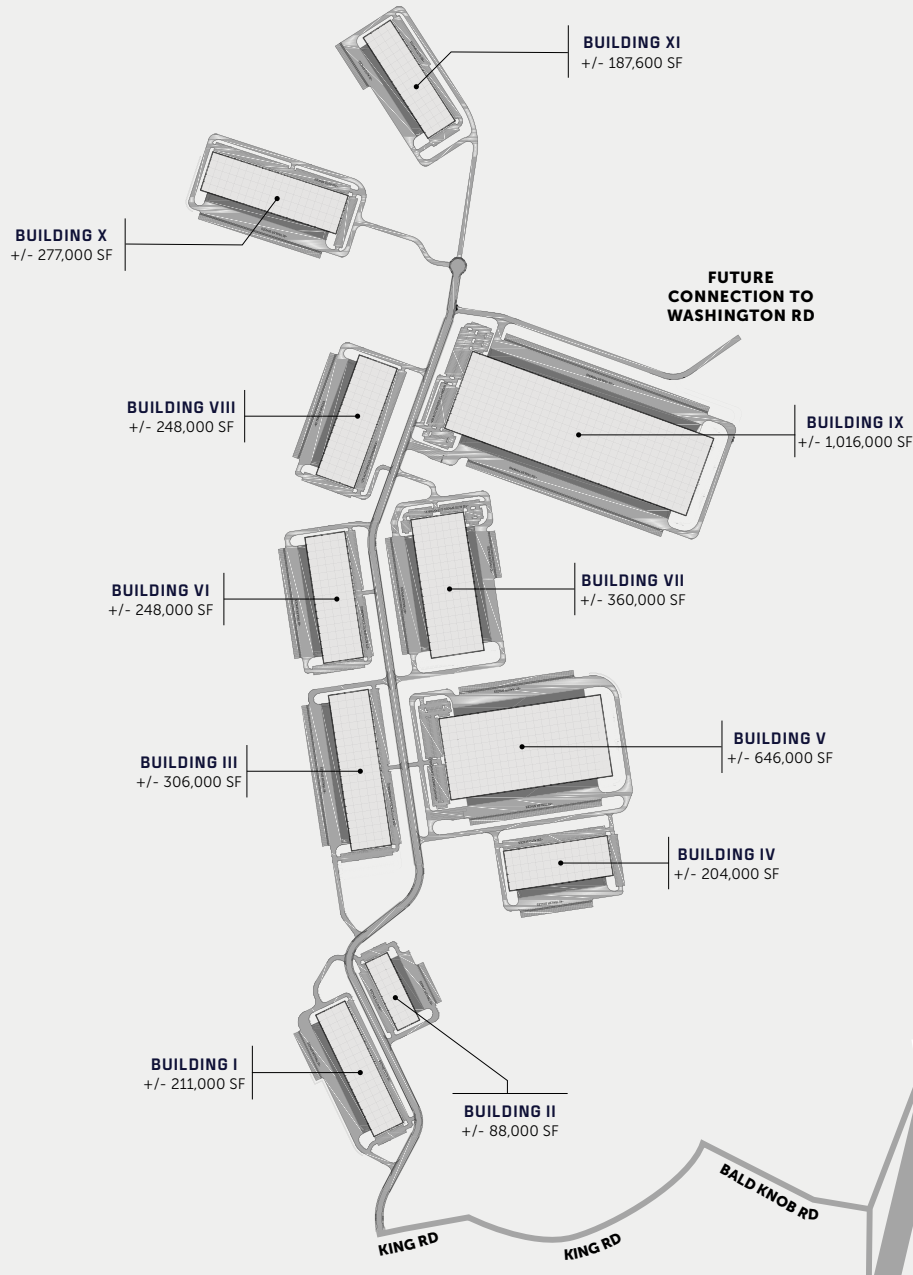 BUILDING XI
+/- 187,600 SF
BUILDING X
+/- 277,000 SF
FUTURE
CONNECTION TO
WASHINGTON RD
BUILDING VIII
+/- 248,000 SF
BUILDING IX
+/- 1,016,000 SF
BUILDING VII
+/- 360,000 SF
BUILDING VI
+/- 248,000 SF
BUILDING V
+/- 646,000 SF
BUILDING III
+/- 306,000 SF
BUILDING IV
+/- 204,000 SF
BUILDING I
+/- 211,000 SF
BUILDING II
+/- 88,000 SF
BALD KNOB RD
KING RD
KING RD